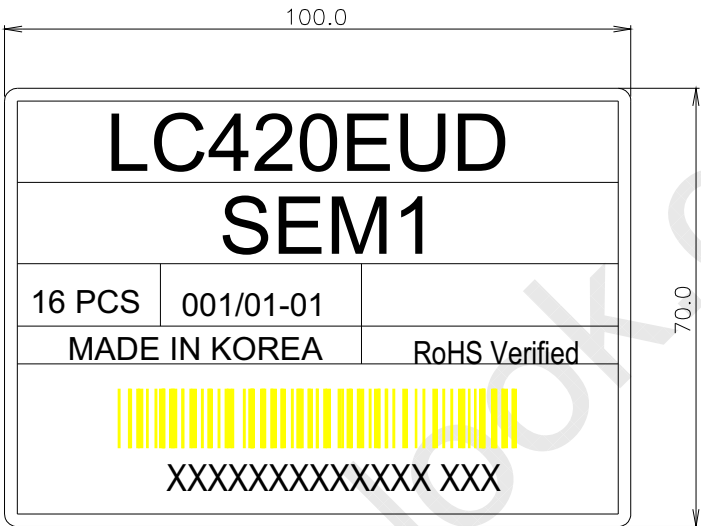 100.0
LC420EUD
SEM1
16 PCS 001/01-01
70.0
MADE IN KOREA RoHS Verified
XXXXXXXXXXXXX XXX